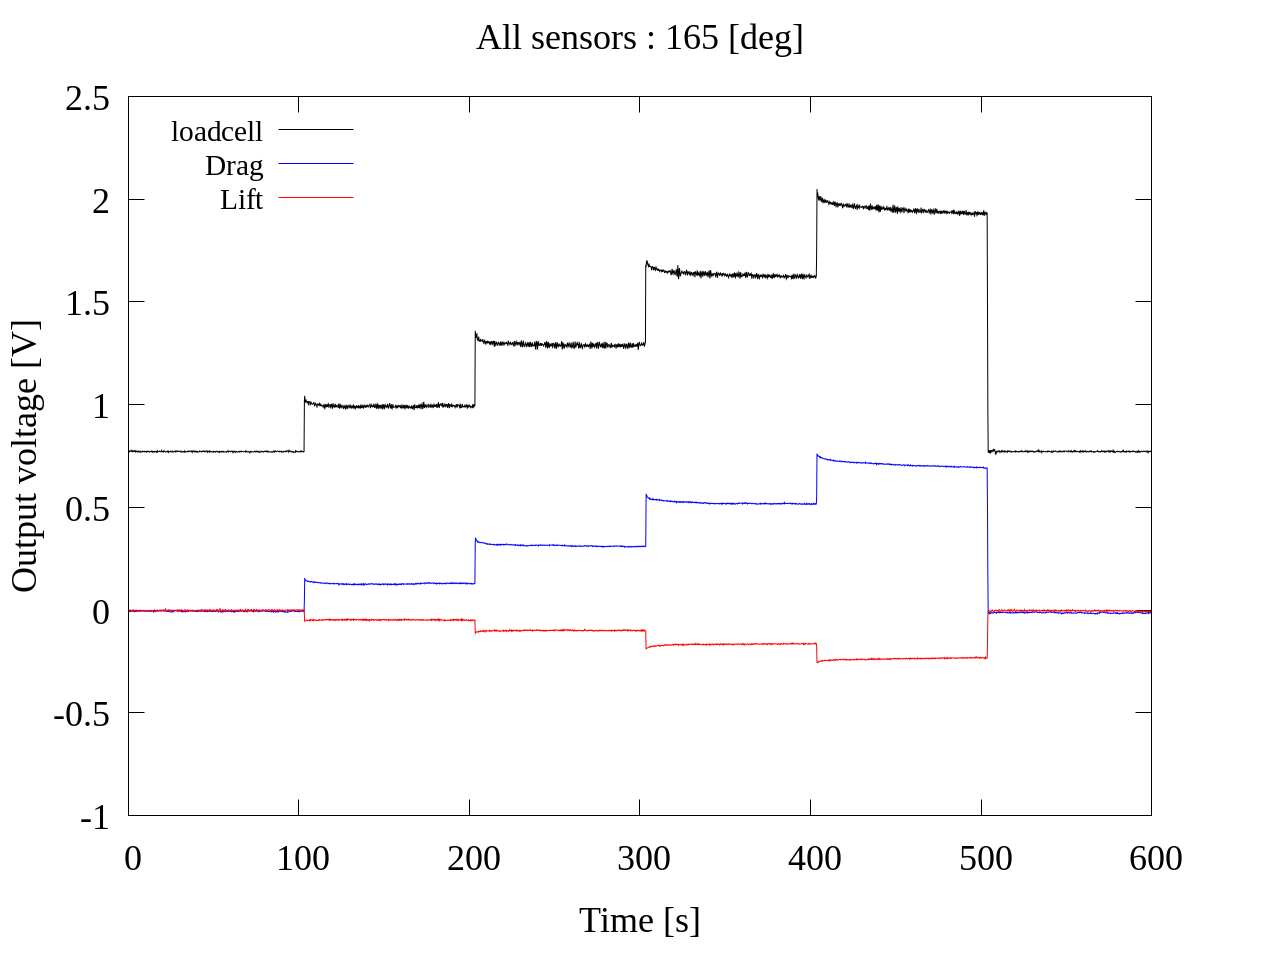 All sensors : 165 [deg]
2.5
2
1.5
1
0.5
0
-0.5
-1
loadcell
Drag
Lift
Output voltage [V]
0 100 200 300 400 500 600
Time [s]